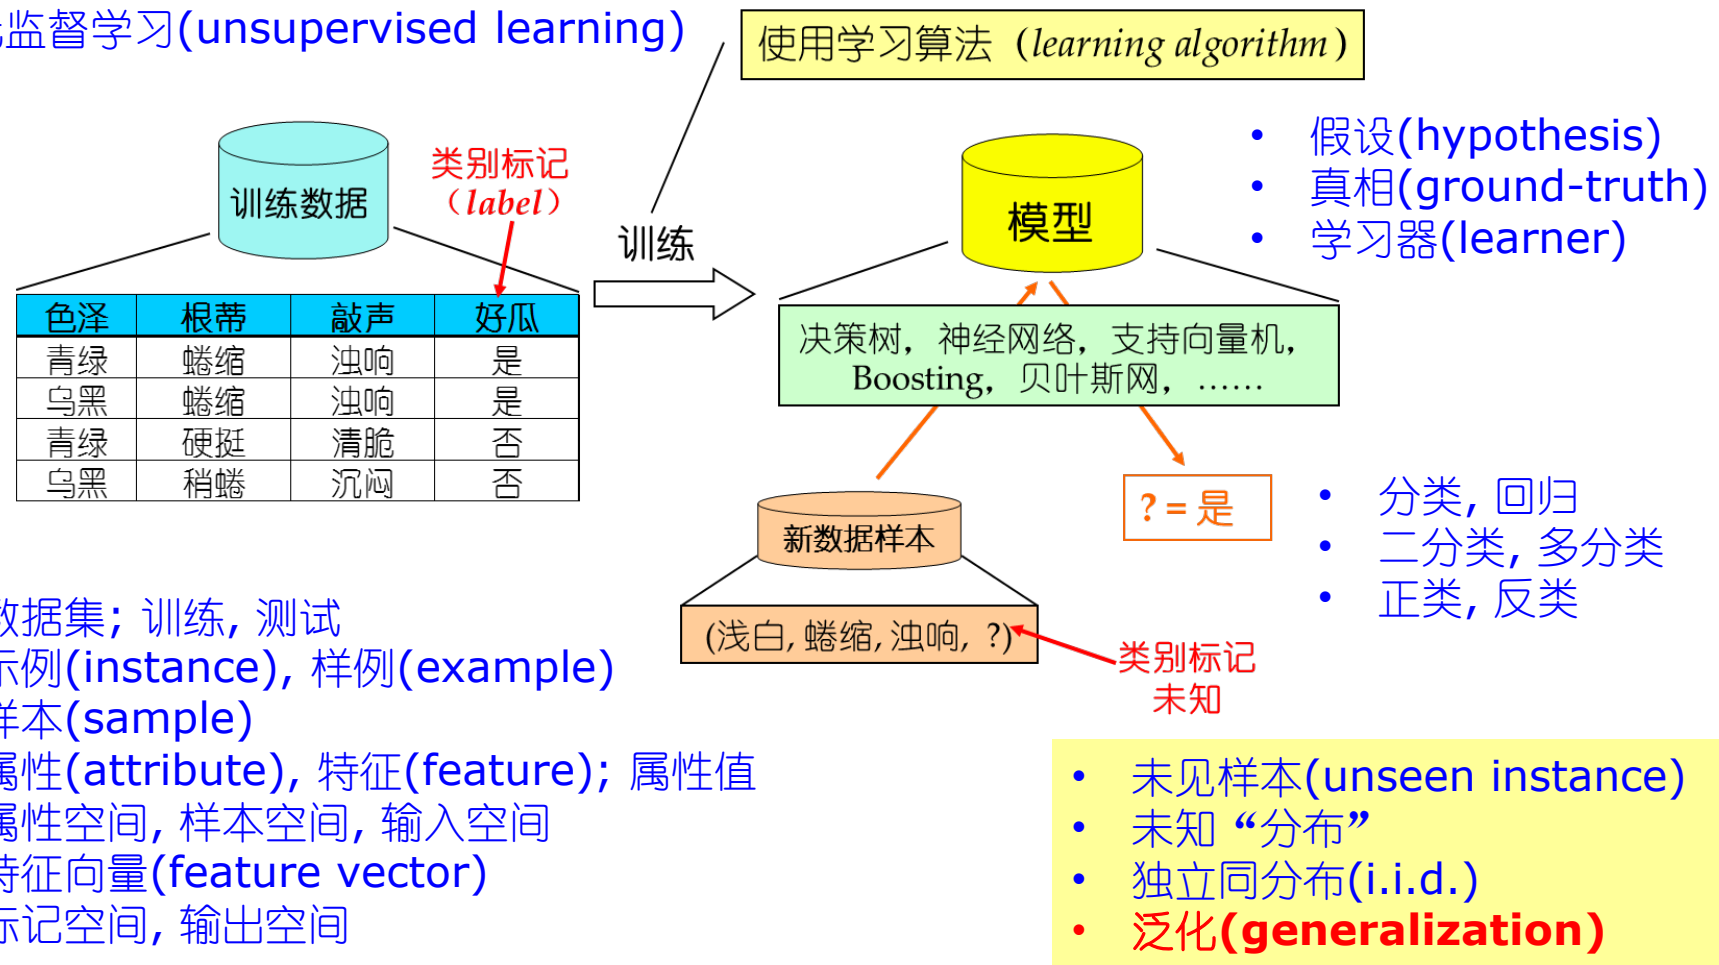 监督学习(unsupervised learning)
使用学习算法（learning algorithm）
训练数据
类别标记
（label）
训练
模型
• 假设(hypothesis)
• 真相(ground-truth)
• 学习器(learner)
色泽 根蒂 敲声 好瓜
青绿 蜷缩 浊响 是
乌黑 蜷缩 浊响 是
青绿 硬挺 清脆 否
乌黑 稍蜷 沉闷 否
决策树，神经网络，支持向量机，
Boosting，贝叶斯网，……
? = 是
新数据样本
(浅白, 蜷缩, 浊响, ?)
类别标记
未知
• 分类, 回归
• 二分类, 多分类
• 正类, 反类
数据集; 训练, 测试
示例(instance), 样例(example)
样本(sample)
属性(attribute), 特征(feature); 属性值
属性空间, 样本空间, 输入空间
特征向量(feature vector)
标记空间, 输出空间
• 未见样本(unseen instance)
• 未知“分布”
• 独立同分布(i.i.d.)
• 泛化(generalization)